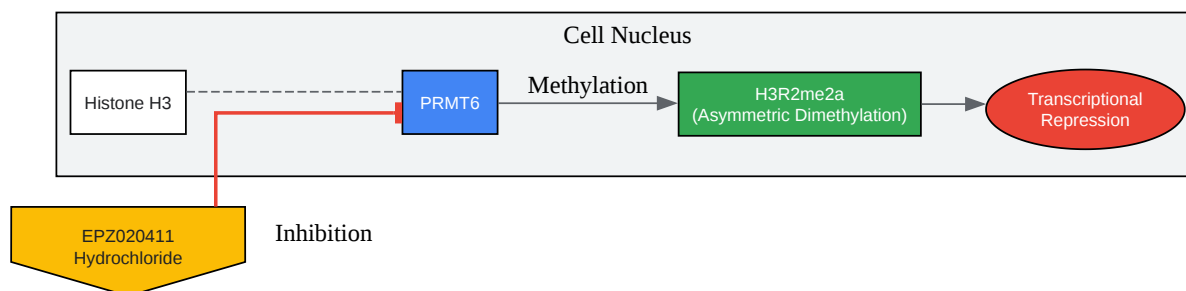 Cell Nucleus
Histone H3
PRMT6
Methylation
H3R2me2a
(Asymmetric Dimethylation)
Transcriptional
Repression
EPZ020411
Hydrochloride
Inhibition